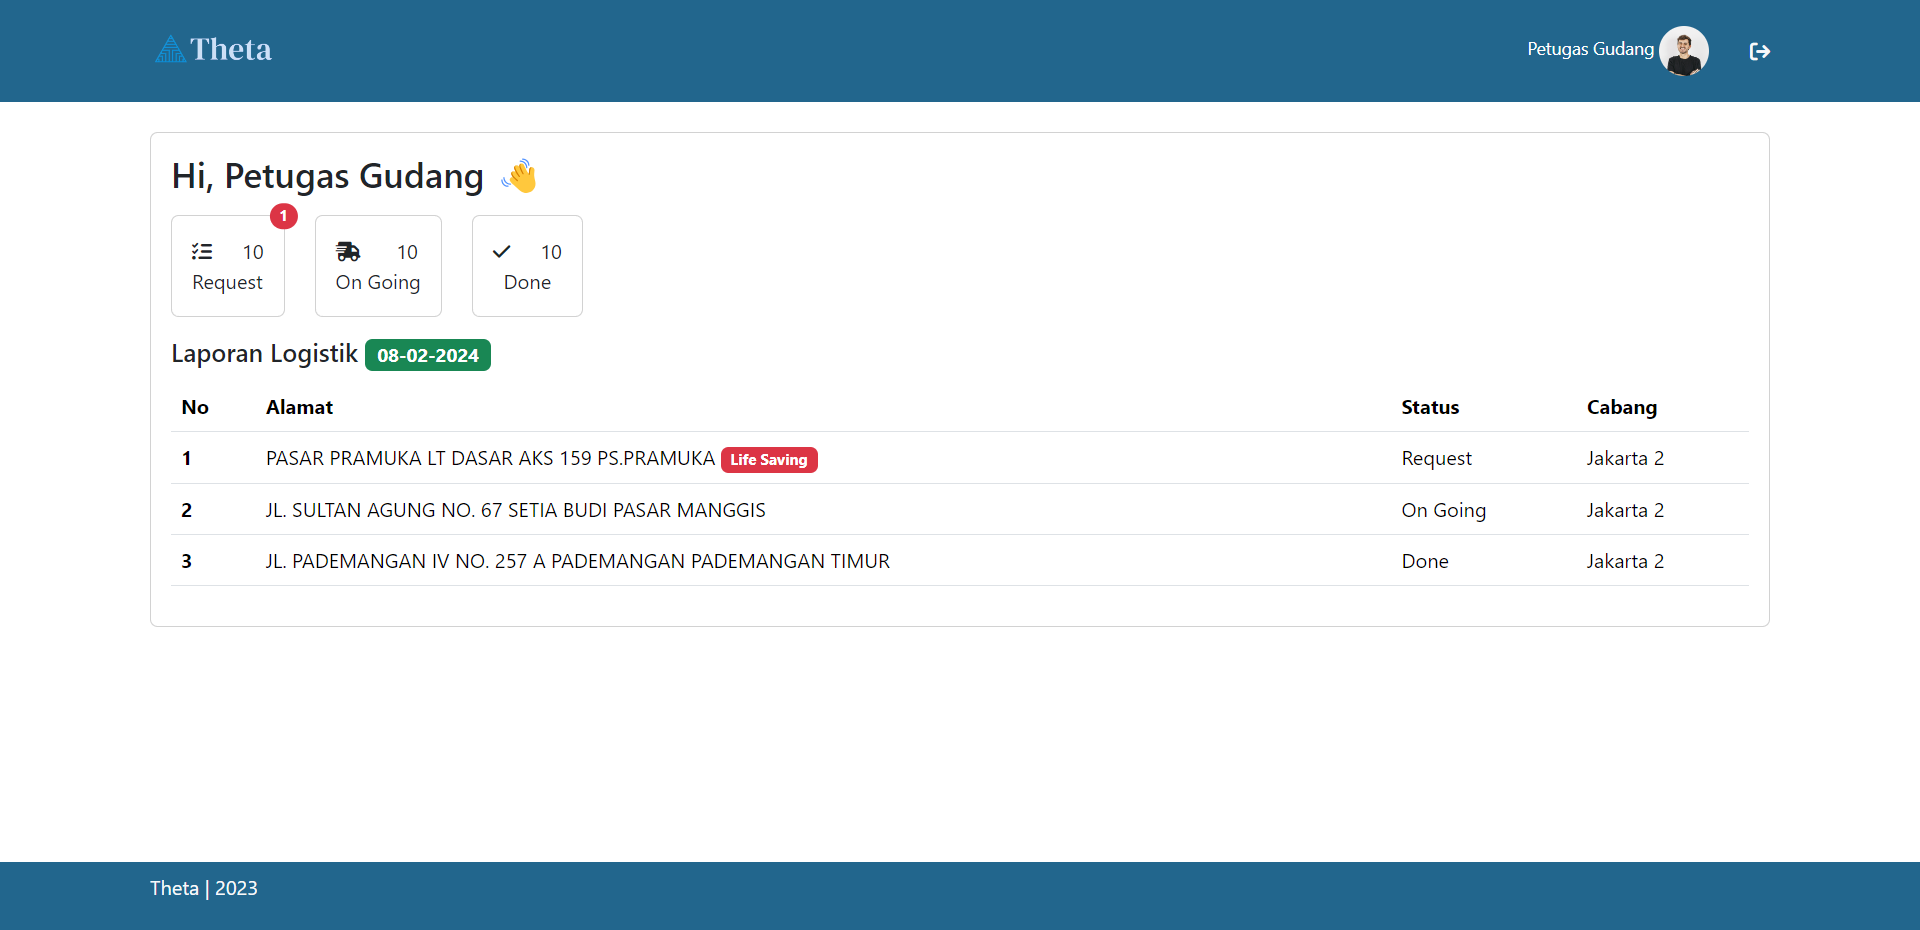 Theta
Petugas Gudang
Hi, Petugas Gudang 👋
1
10
Request
10
On Going
10
Done
Laporan Logistik 08-02-2024
No Alamat Status Cabang
1 PASAR PRAMUKA LT DASAR AKS 159 PS.PRAMUKA Life Saving Request Jakarta 2
2 JL. SULTAN AGUNG NO. 67 SETIA BUDI PASAR MANGGIS On Going Jakarta 2
3 JL. PADEMANGAN IV NO. 257 A PADEMANGAN PADEMANGAN TIMUR Done Jakarta 2
Theta | 2023